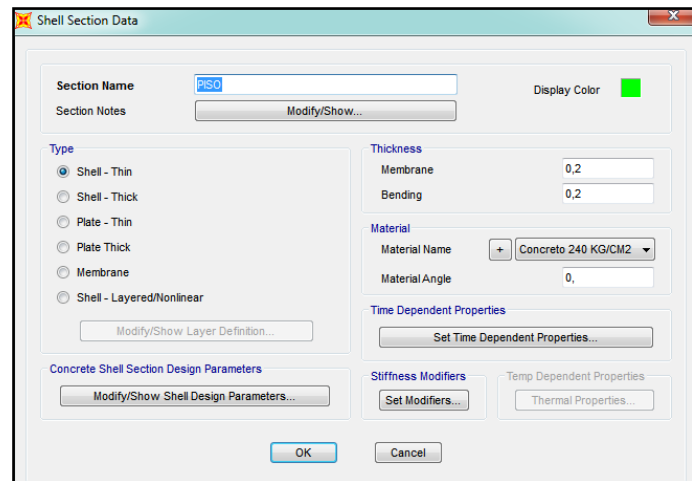 Shell Section Data
Section Name PISO Display Color
Section Notes Modify/Show...
Type
Shell - Thin
Shell - Thick
Plate - Thin
Plate Thick
Membrane
Shell - Layered/Nonlinear
Modify/Show Layer Definition...
Thickness
Membrane 0,2
Bending 0,2
Material
Material Name + Concreto 240 KG/CM2
Material Angle 0,
Time Dependent Properties
Set Time Dependent Properties...
Concrete Shell Section Design Parameters
Modify/Show Shell Design Parameters...
Stiffness Modifiers
Set Modifiers...
Temp Dependent Properties
Thermal Properties...
OK Cancel